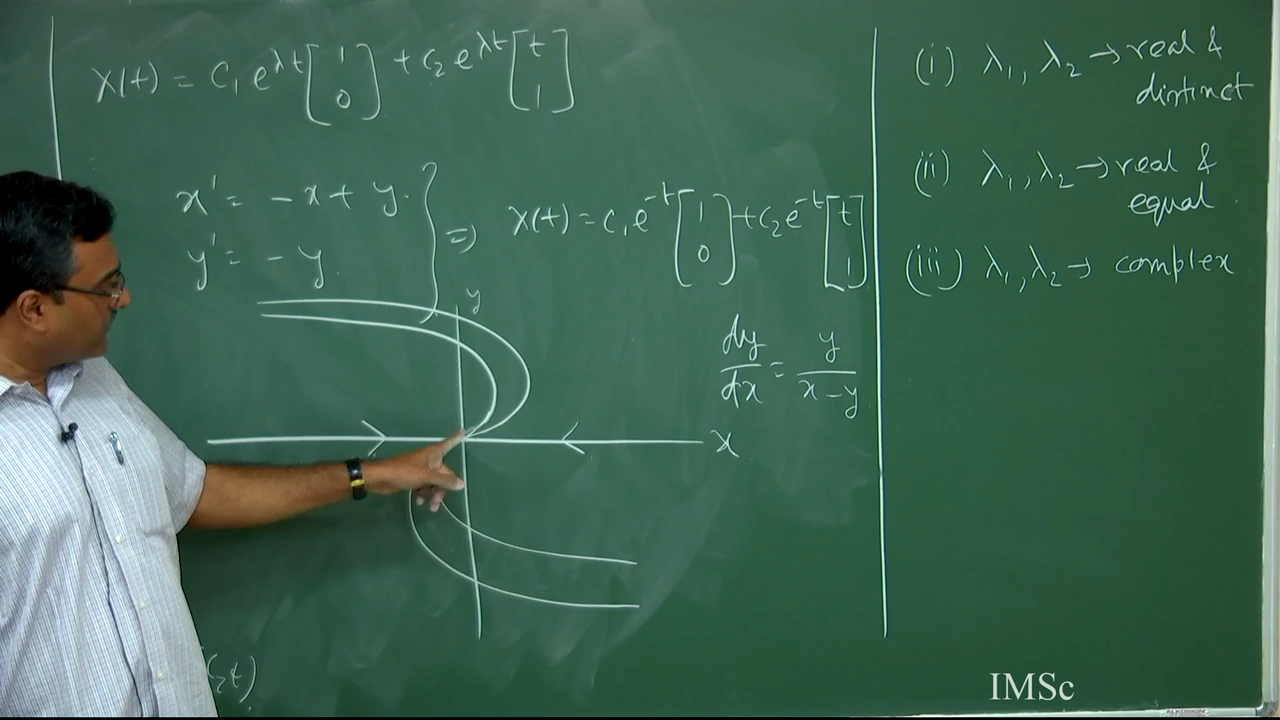 X(t) = C₁ e^{λt} [1 0] + C₂ e^{λt} [t 1]
x' = -x + y.
y' = -y
} ⇒ X(t) = C₁ e^{-t} [1 0] + C₂ e^{-t} [t 1]
y
dy/dx = y/(x-y)
x
(i) λ₁, λ₂ → real & distinct
(ii) λ₁, λ₂ → real & equal
(iii) λ₁, λ₂ → complex
IMSc